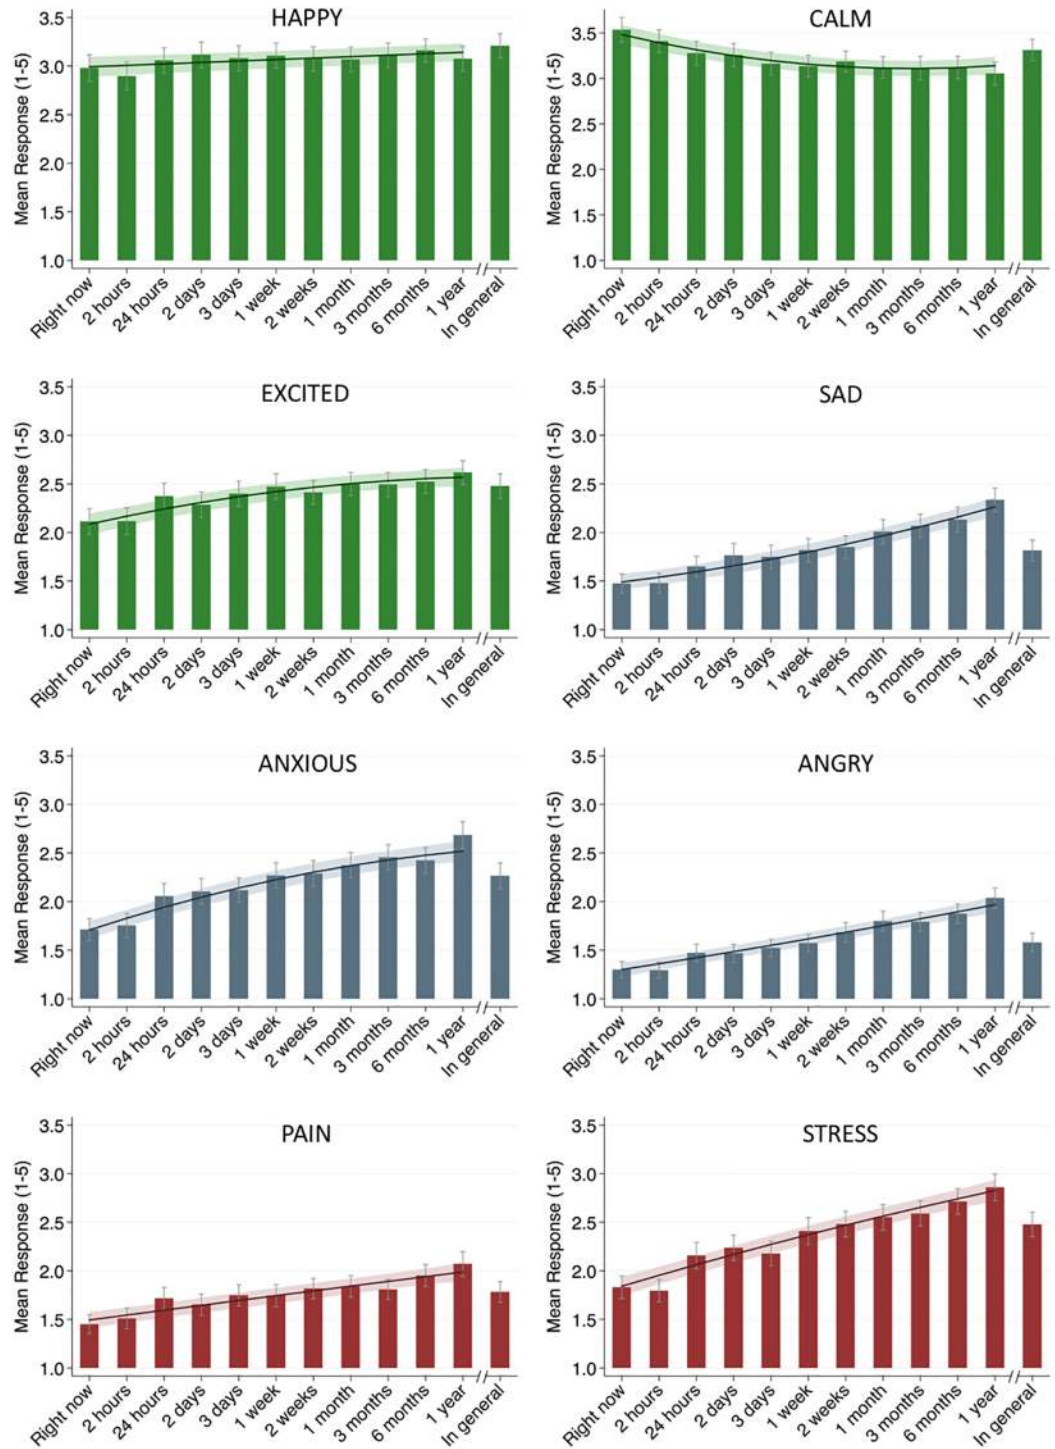 HAPPY
Mean Response (1-5)
3.5
3.0
2.5
2.0
1.5
1.0
Right now
2 hours
24 hours
2 days
3 days
1 week
2 weeks
1 month
3 months
6 months
1 year
In general
CALM
Mean Response (1-5)
3.5
3.0
2.5
2.0
1.5
1.0
Right now
2 hours
24 hours
2 days
3 days
1 week
2 weeks
1 month
3 months
6 months
1 year
In general
EXCITED
Mean Response (1-5)
3.5
3.0
2.5
2.0
1.5
1.0
Right now
2 hours
24 hours
2 days
3 days
1 week
2 weeks
1 month
3 months
6 months
1 year
In general
SAD
Mean Response (1-5)
3.5
3.0
2.5
2.0
1.5
1.0
Right now
2 hours
24 hours
2 days
3 days
1 week
2 weeks
1 month
3 months
6 months
1 year
In general
ANXIOUS
Mean Response (1-5)
3.5
3.0
2.5
2.0
1.5
1.0
Right now
2 hours
24 hours
2 days
3 days
1 week
2 weeks
1 month
3 months
6 months
1 year
In general
ANGRY
Mean Response (1-5)
3.5
3.0
2.5
2.0
1.5
1.0
Right now
2 hours
24 hours
2 days
3 days
1 week
2 weeks
1 month
3 months
6 months
1 year
In general
PAIN
Mean Response (1-5)
3.5
3.0
2.5
2.0
1.5
1.0
Right now
2 hours
24 hours
2 days
3 days
1 week
2 weeks
1 month
3 months
6 months
1 year
In general
STRESS
Mean Response (1-5)
3.5
3.0
2.5
2.0
1.5
1.0
Right now
2 hours
24 hours
2 days
3 days
1 week
2 weeks
1 month
3 months
6 months
1 year
In general